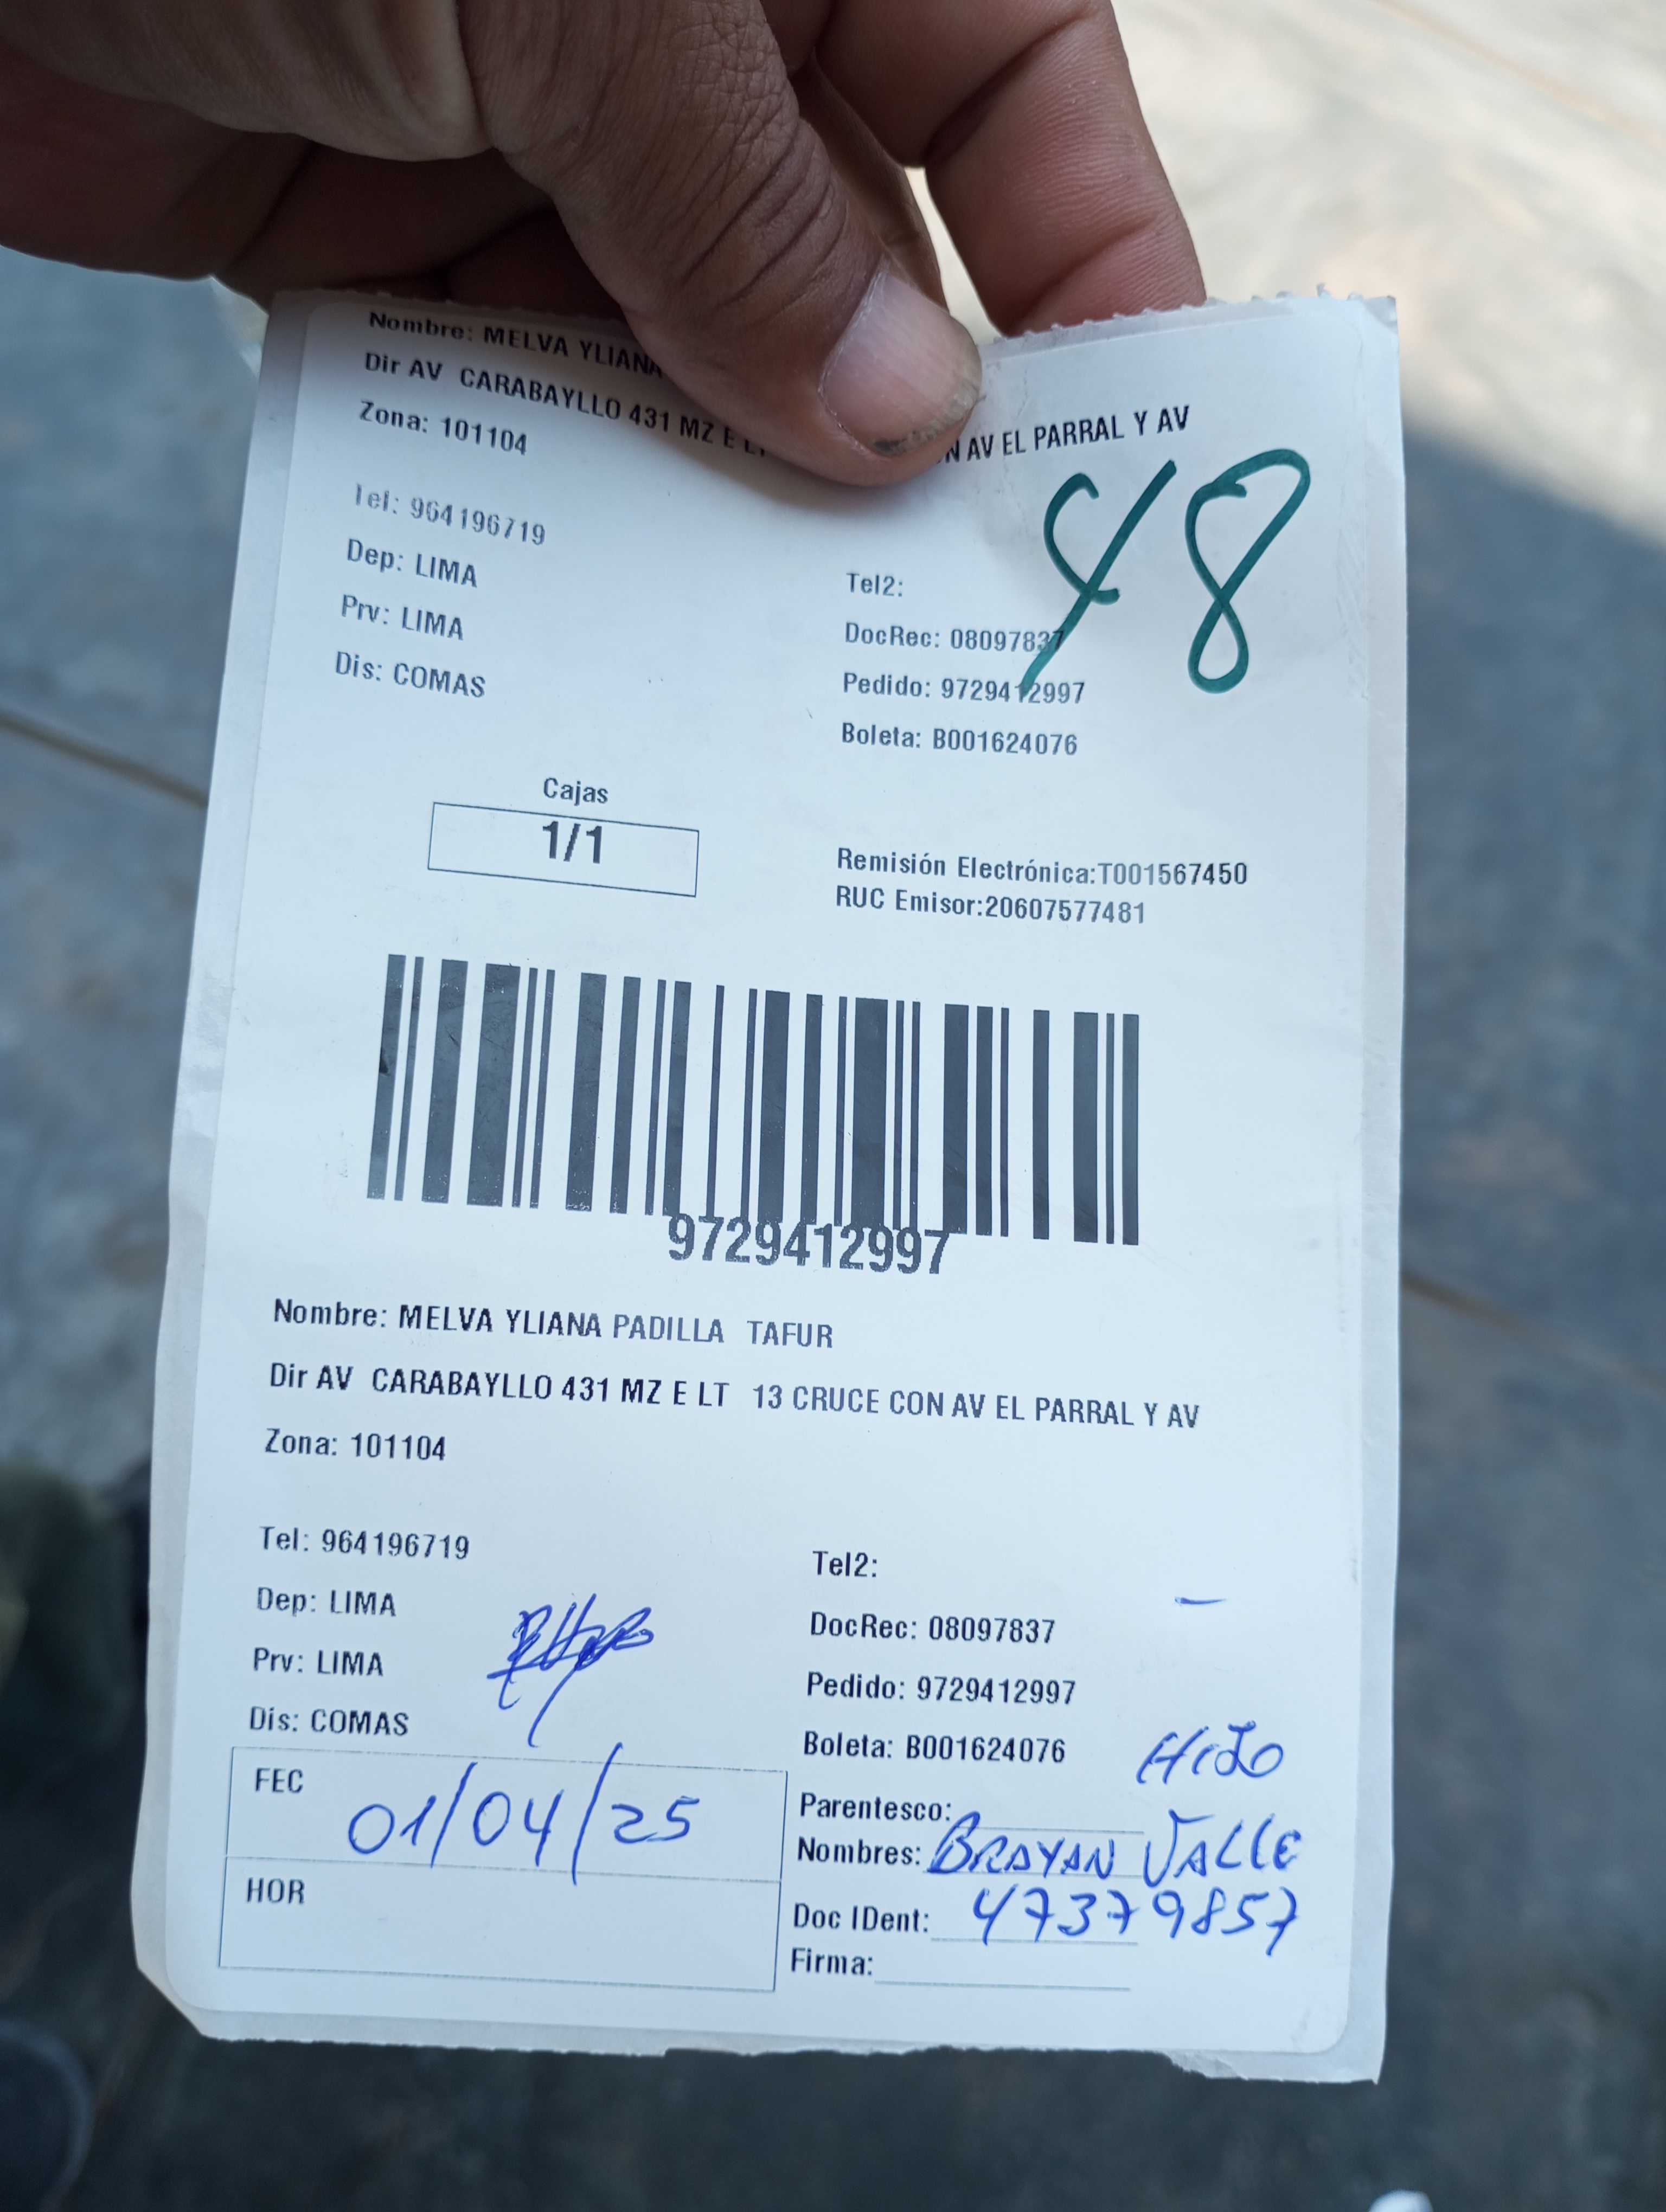 Nombre: MELVA YLIANA
Dir AV CARABAYLLO 431 MZ E AV EL PARRAL Y AV
Zona: 101104
48
Tel: 964196719
Tel2:
Dep: LIMA
DocRec: 08097837
Prv: LIMA
Pedido: 9729412997
Dis: COMAS
Boleta: B001624076
Cajas
1/1
Remisión Electrónica:T001567450
RUC Emisor:20607577481
9729412997
Nombre: MELVA YLIANA PADILLA TAFUR
Dir AV CARABAYLLO 431 MZ E LT 13 CRUCE CON AV EL PARRAL Y AV
Zona: 101104
Tel: 964196719
Tel2:
Dep: LIMA
DocRec: 08097837
Prv: LIMA
Pedido: 9729412997
Dis: COMAS
Boleta: B001624076
HIJO
FEC 01/04/25
Parentesco:
Nombres: BRAYAN VALLE
HOR
Doc IDent: 47379857
Firma: